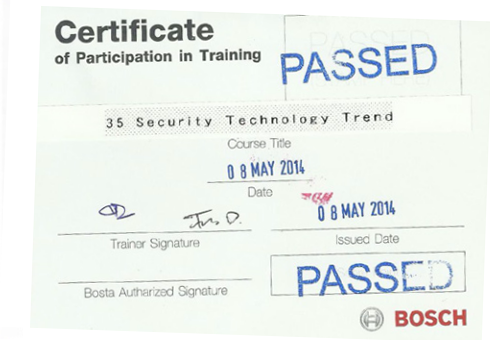 Certificate
of Participation in Training
PASSED
35 Security Technology Trend
Course Title
08 MAY 2014
Date
08 MAY 2014
Trainer Signature
Issued Date
PASSED
Bosta Authorized Signature
BOSCH